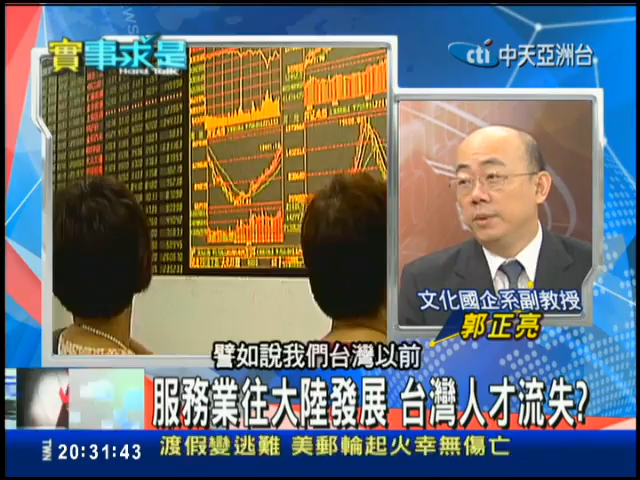 實事求是
Hard Talk
cti 中天亞洲台
文化國企系副教授
郭正亮
譬如說我們台灣以前
服務業往大陸發展 台灣人才流失?
TWN 20:31:43 渡假變逃難 美郵輪起火幸無傷亡